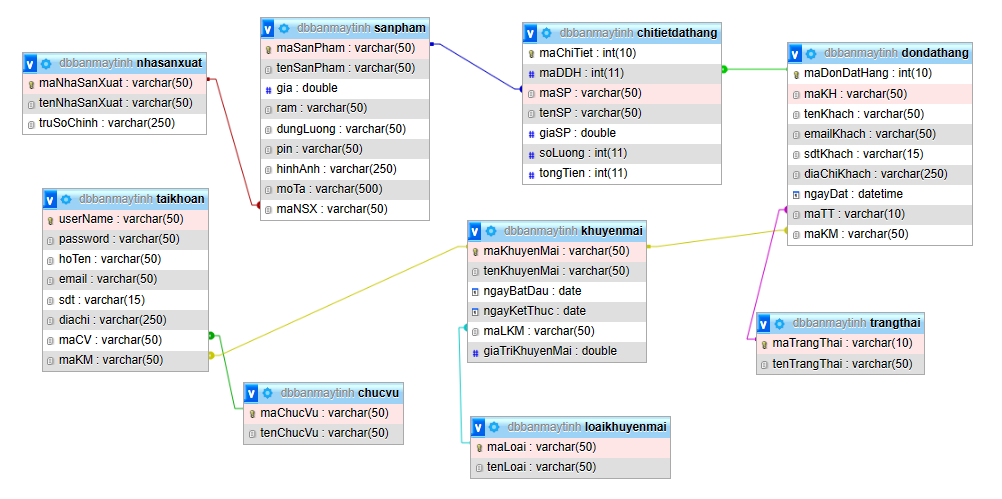 dbbanmaytinh nhasanxuat
maNhaSanXuat : varchar(50)
tenNhaSanXuat : varchar(50)
truSoChinh : varchar(250)
dbbanmaytinh sanpham
maSanPham : varchar(50)
tenSanPham : varchar(50)
# gia : double
ram : varchar(50)
dungLuong : varchar(50)
pin : varchar(50)
hinhAnh : varchar(250)
moTa : varchar(500)
maNSX : varchar(50)
dbbanmaytinh chitietdathang
maChiTiet : int(10)
# maDDH : int(11)
maSP : varchar(50)
tenSP : varchar(50)
# giaSP : double
# soLuong : int(11)
# tongTien : int(11)
dbbanmaytinh dondathang
maDonDatHang : int(10)
maKH : varchar(50)
tenKhach : varchar(50)
emailKhach : varchar(50)
sdtKhach : varchar(15)
diaChiKhach : varchar(250)
ngayDat : datetime
maTT : varchar(10)
maKM : varchar(50)
dbbanmaytinh taikhoan
userName : varchar(50)
password : varchar(50)
hoTen : varchar(50)
email : varchar(50)
sdt : varchar(15)
diachi : varchar(250)
maCV : varchar(50)
maKM : varchar(50)
dbbanmaytinh khuyenmai
maKhuyenMai : varchar(50)
tenKhuyenMai : varchar(50)
ngayBatDau : date
ngayKetThuc : date
maLKM : varchar(50)
# giaTriKhuyenMai : double
dbbanmaytinh trangthai
maTrangThai : varchar(10)
tenTrangThai : varchar(50)
dbbanmaytinh chucvu
maChucVu : varchar(50)
tenChucVu : varchar(50)
dbbanmaytinh loaikhuyenmai
maLoai : varchar(50)
tenLoai : varchar(50)